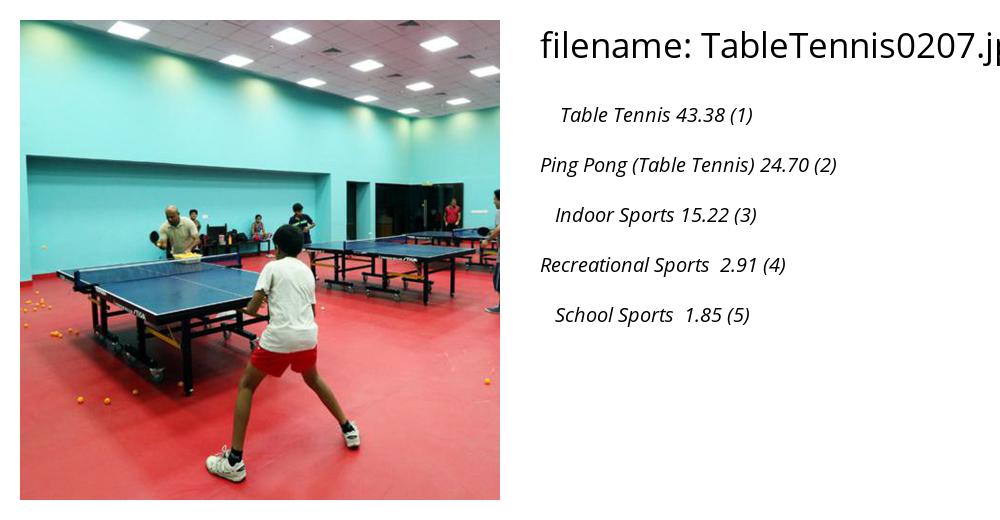 filename: TableTennis0207.j
Table Tennis 43.38 (1)
Ping Pong (Table Tennis) 24.70 (2)
Indoor Sports 15.22 (3)
Recreational Sports 2.91 (4)
School Sports 1.85 (5)